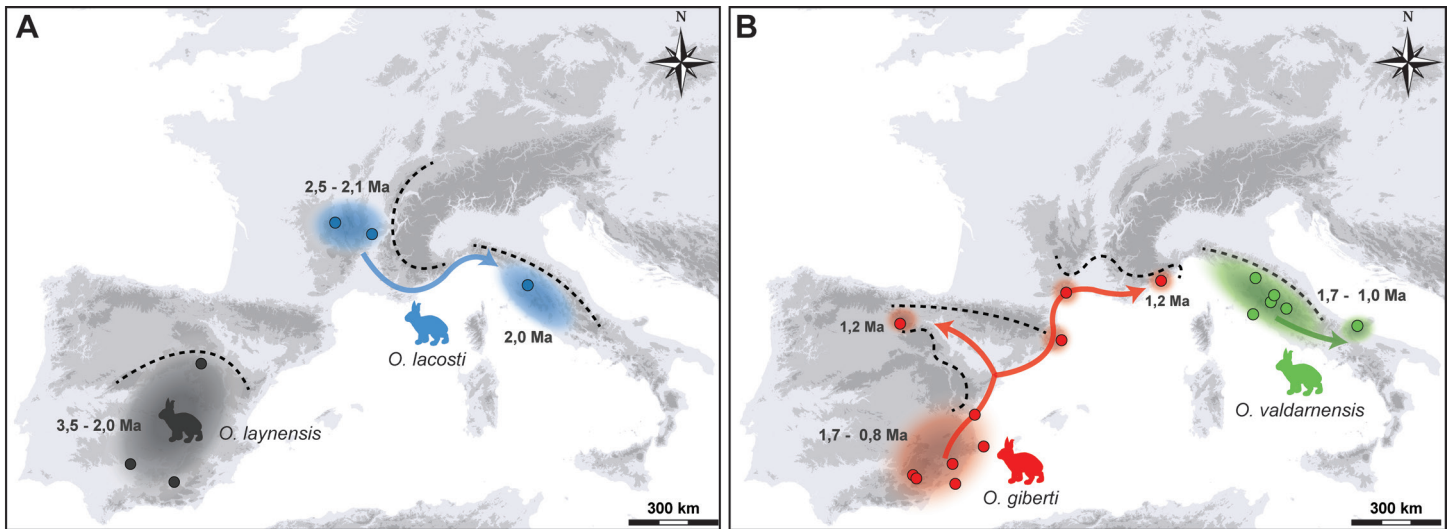 A
N
2,5 - 2,1 Ma
O. lacosti
2,0 Ma
3,5 - 2,0 Ma
O. laynensis
300 km
B
N
1,2 Ma
1,2 Ma
1,7 - 1,0 Ma
O. valdarnensis
1,7 - 0,8 Ma
O. giberti
300 km